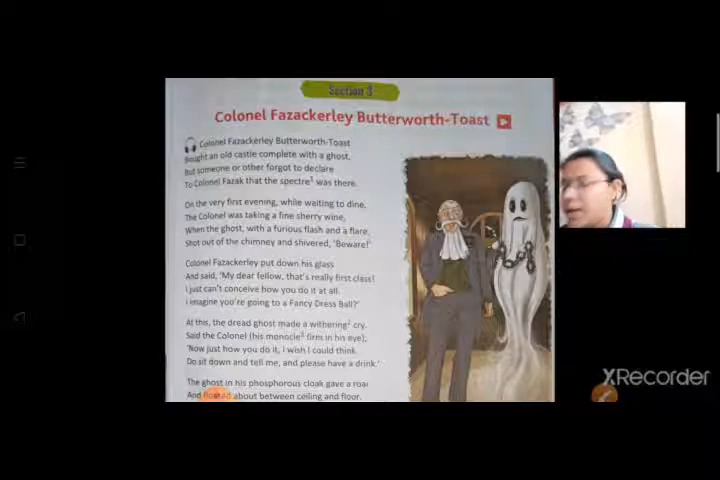 Section 3
Colonel Fazackerley Butterworth-Toast
Colonel Fazackerley Butterworth-Toast
Bought an old castle complete with a ghost,
But someone or other forgot to declare
To Colonel Fazak that the spectre¹ was there.
On the very first evening, while waiting to dine,
The Colonel was taking a fine sherry wine,
When the ghost, with a furious flash and a flare,
Shot out of the chimney and shivered, 'Beware!'
Colonel Fazackerley put down his glass
And said, 'My dear fellow, that's really first class!
I just can't conceive how you do it at all.
I imagine you're going to a Fancy Dress Ball?'
At this, the dread ghost made a withering² cry.
Said the Colonel (his monocle³ firm in his eye),
'Now just how you do it, I wish I could think.
Do sit down and tell me, and please have a drink.'
The ghost in his phosphorous cloak gave a roar
And floated about between ceiling and floor.
XRecorder